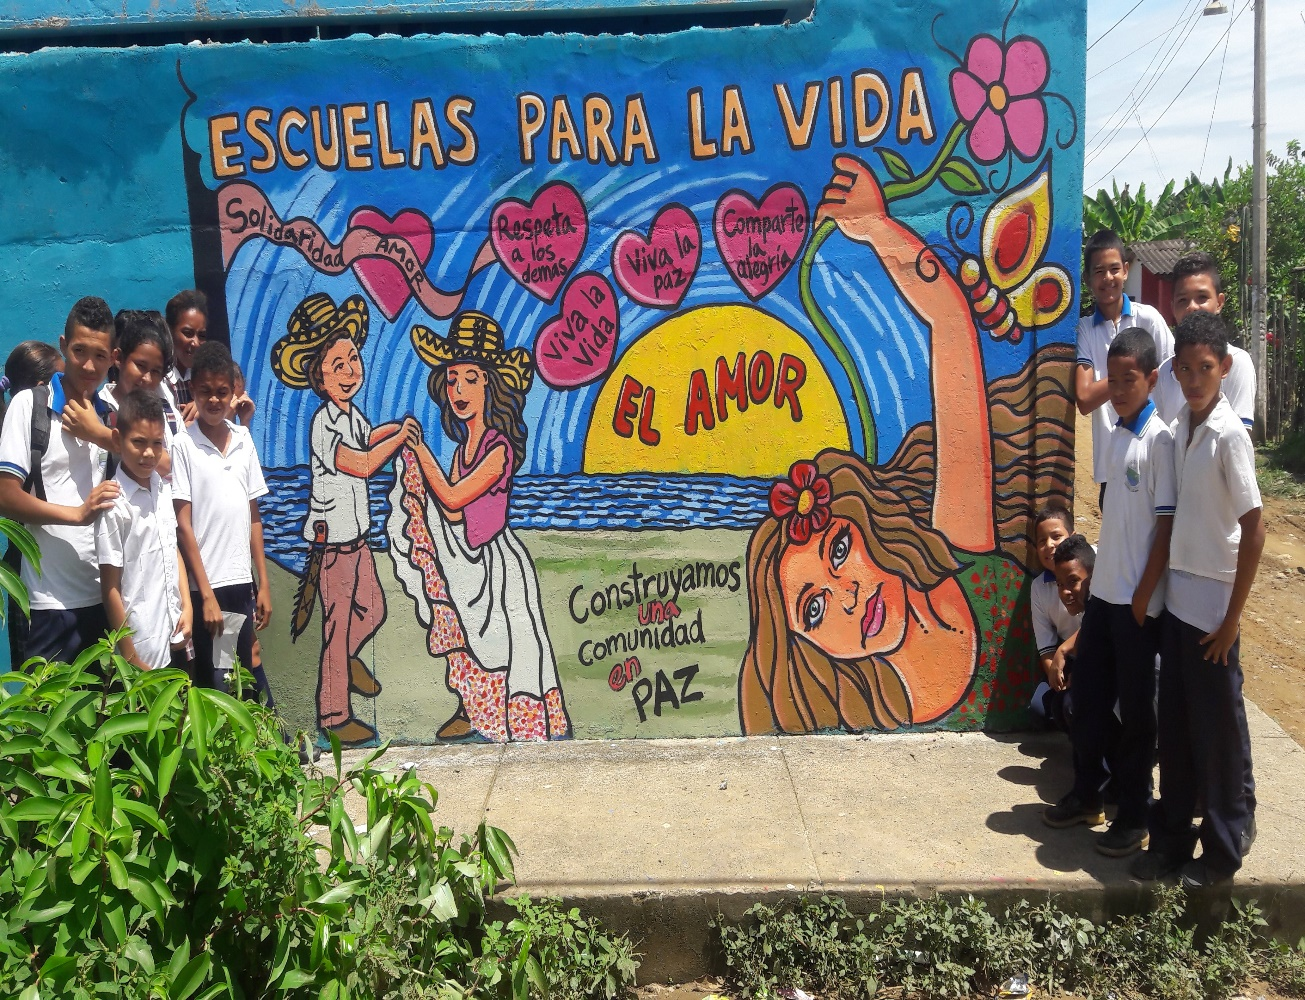 ESCUELAS PARA LA VIDA
Solidaridad
AMOR
Respeta
a los
demás
Viva la
paz
Comparte
la
alegría
Viva la
Vida
EL AMOR
Construyamos
una
comunidad
en
PAZ